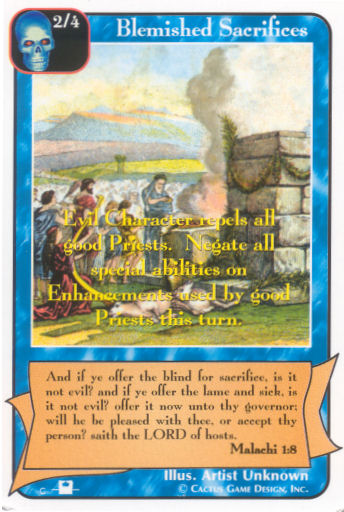 2/4
Blemished Sacrifices
Evil Character repels all
good Priests. Negate all
special abilities on
Enhancements used by good
Priests this turn.
And if ye offer the blind for sacrifice, is it
not evil? and if ye offer the lame and sick, is
it not evil? offer it now unto thy governor;
will he be pleased with thee, or accept thy
person? saith the LORD of hosts.
Malachi 1:8
Illus. Artist Unknown
C
© Cactus Game Design, Inc.